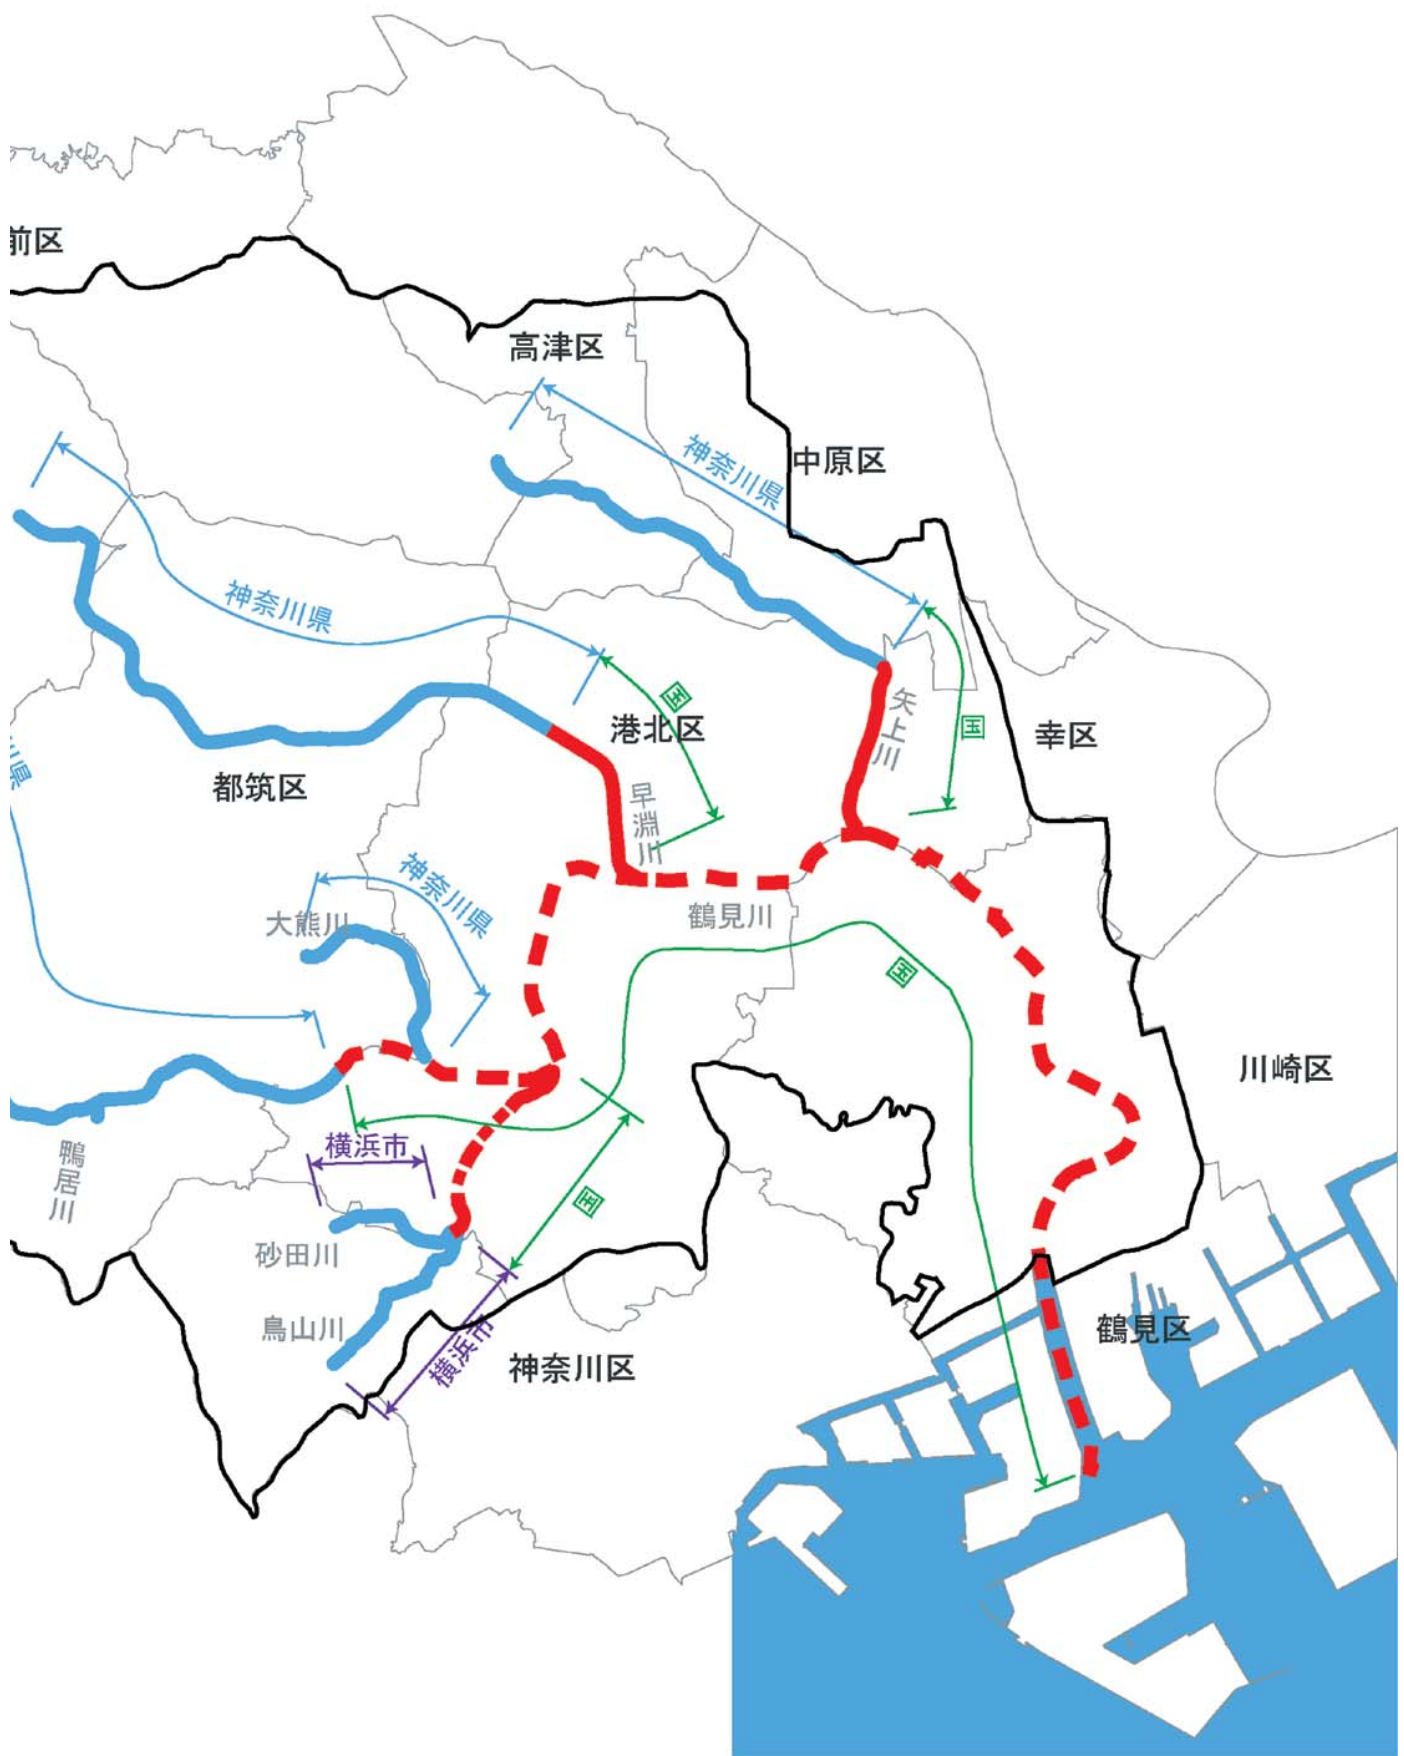 前区
高津区
神奈川県
中原区
神奈川県
国
港北区
矢上川
国
幸区
県
都筑区
早淵川
神奈川県
大熊川
鶴見川
国
川崎区
横浜市
鴨居川
国
砂田川
鳥山川
横浜市
神奈川区
鶴見区